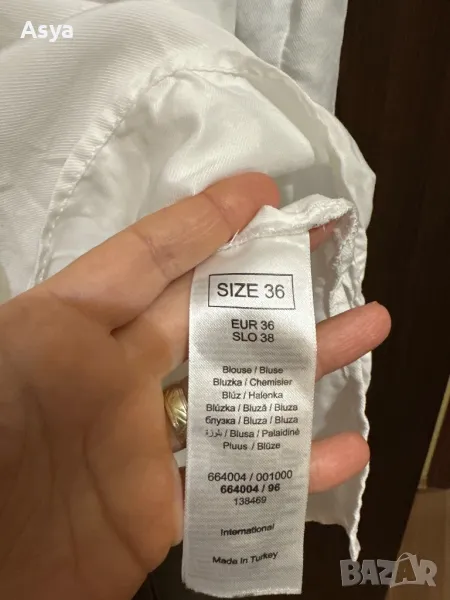 Asya
SIZE 36
EUR 36
SLO 38
Blouse / Bluse
Bluzka / Chemisier
Blúz / Halenka
Blúzka / Bluză / Bluza
блузка / Bluza / Bluza
بلوزة / Blusa / Palaidinė
Pluus / Blūze
664004 / 001000
664004 / 96
138469
International
Made in Turkey
BAZAR